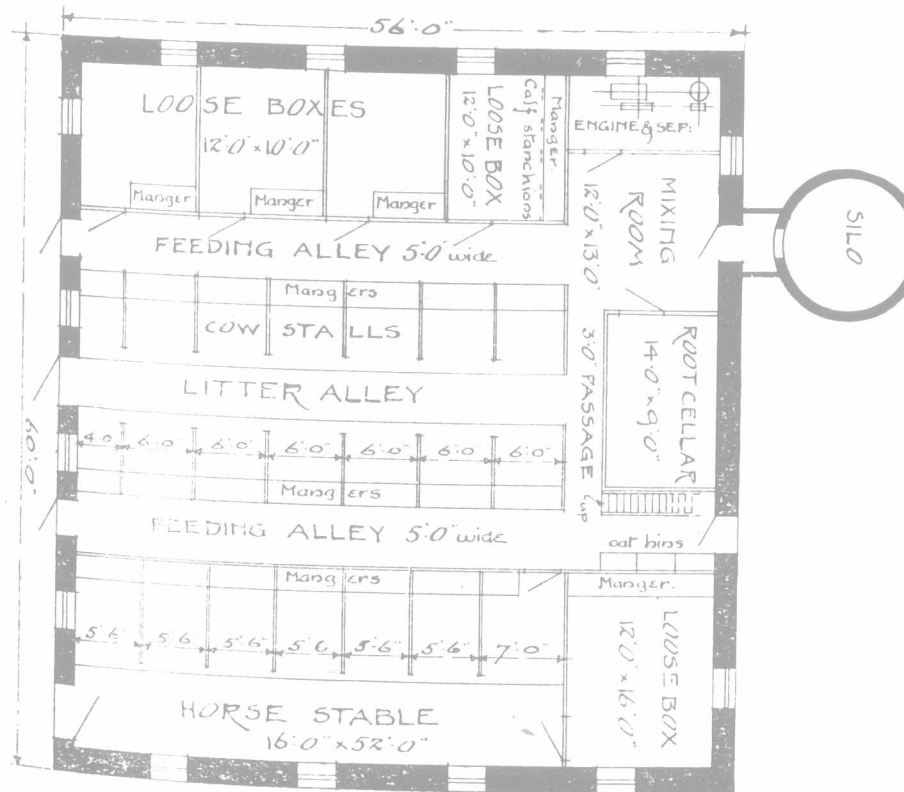 56'·0"
LOOSE BOXES
12'·0" × 10'·0"
Manger
Manger
Manger
LOOSE BOX
12'·0" × 10'·0"
Calf stanchions
Manger.
ENGINE & SEP:
MIXING
ROOM
12'·0" × 13'·0"
SILO
FEEDING ALLEY 5'·0" wide
Mangers
COW STALLS
LITTER ALLEY
3'·0" PASSAGE
ROOT CELLAR
14'·0" × 9'·0"
60'·0"
4·0 6·0" 6·0" 6·0" 6·0" 6·0" 6·0"
Mangers
up
FEEDING ALLEY 5'·0" wide
oat bins
Mangers
Manger.
5'·6 5'·6 5'·6" 5'·6 5'·6" 5'·6" 7'·0"
LOOSE BOX
12'·0" × 16'·0"
HORSE STABLE
16'·0" × 52'·0"